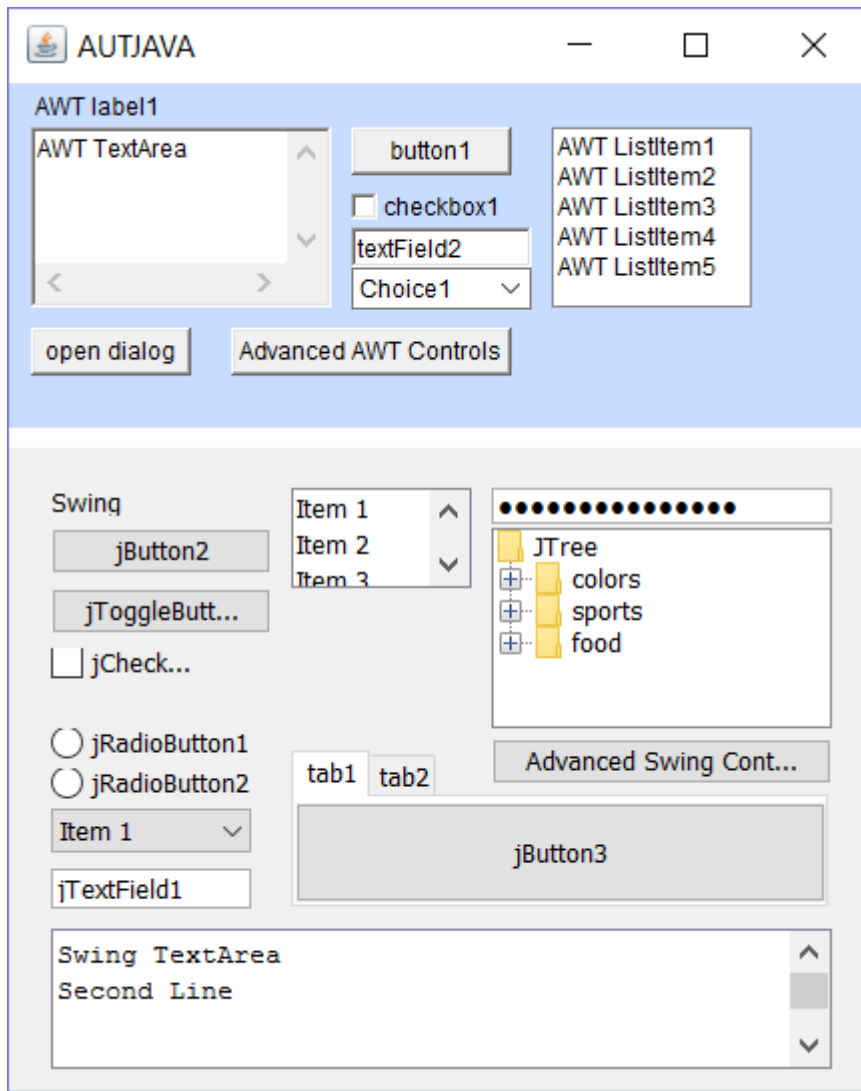 AUTJAVA
AWT label1
AWT TextArea
button1
checkbox1
textField2
Choice1
AWT ListItem1
AWT ListItem2
AWT ListItem3
AWT ListItem4
AWT ListItem5
open dialog
Advanced AWT Controls
Swing
jButton2
jToggleButt...
jCheck...
Item 1
Item 2
Item 3
●●●●●●●●●●●●●●●
JTree
colors
sports
food
Advanced Swing Cont...
jRadioButton1
jRadioButton2
Item 1
jTextField1
tab1 tab2
jButton3
Swing TextArea
Second Line